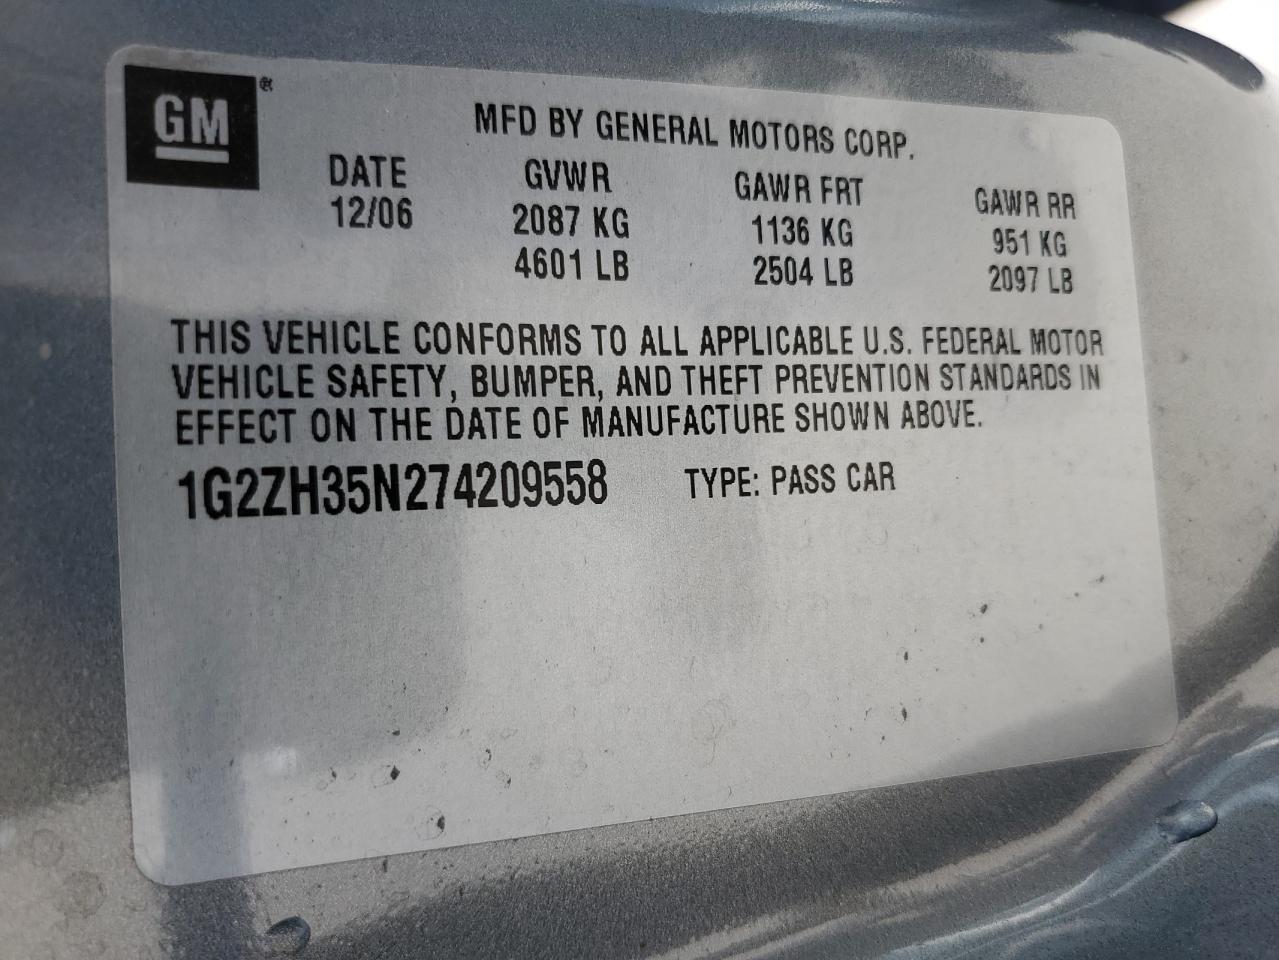 GM®
MFD BY GENERAL MOTORS CORP.
DATE GVWR GAWR FRT GAWR RR
12/06 2087 KG 1136 KG 951 KG
4601 LB 2504 LB 2097 LB
THIS VEHICLE CONFORMS TO ALL APPLICABLE U.S. FEDERAL MOTOR
VEHICLE SAFETY, BUMPER, AND THEFT PREVENTION STANDARDS IN
EFFECT ON THE DATE OF MANUFACTURE SHOWN ABOVE.
1G2ZH35N274209558 TYPE: PASS CAR